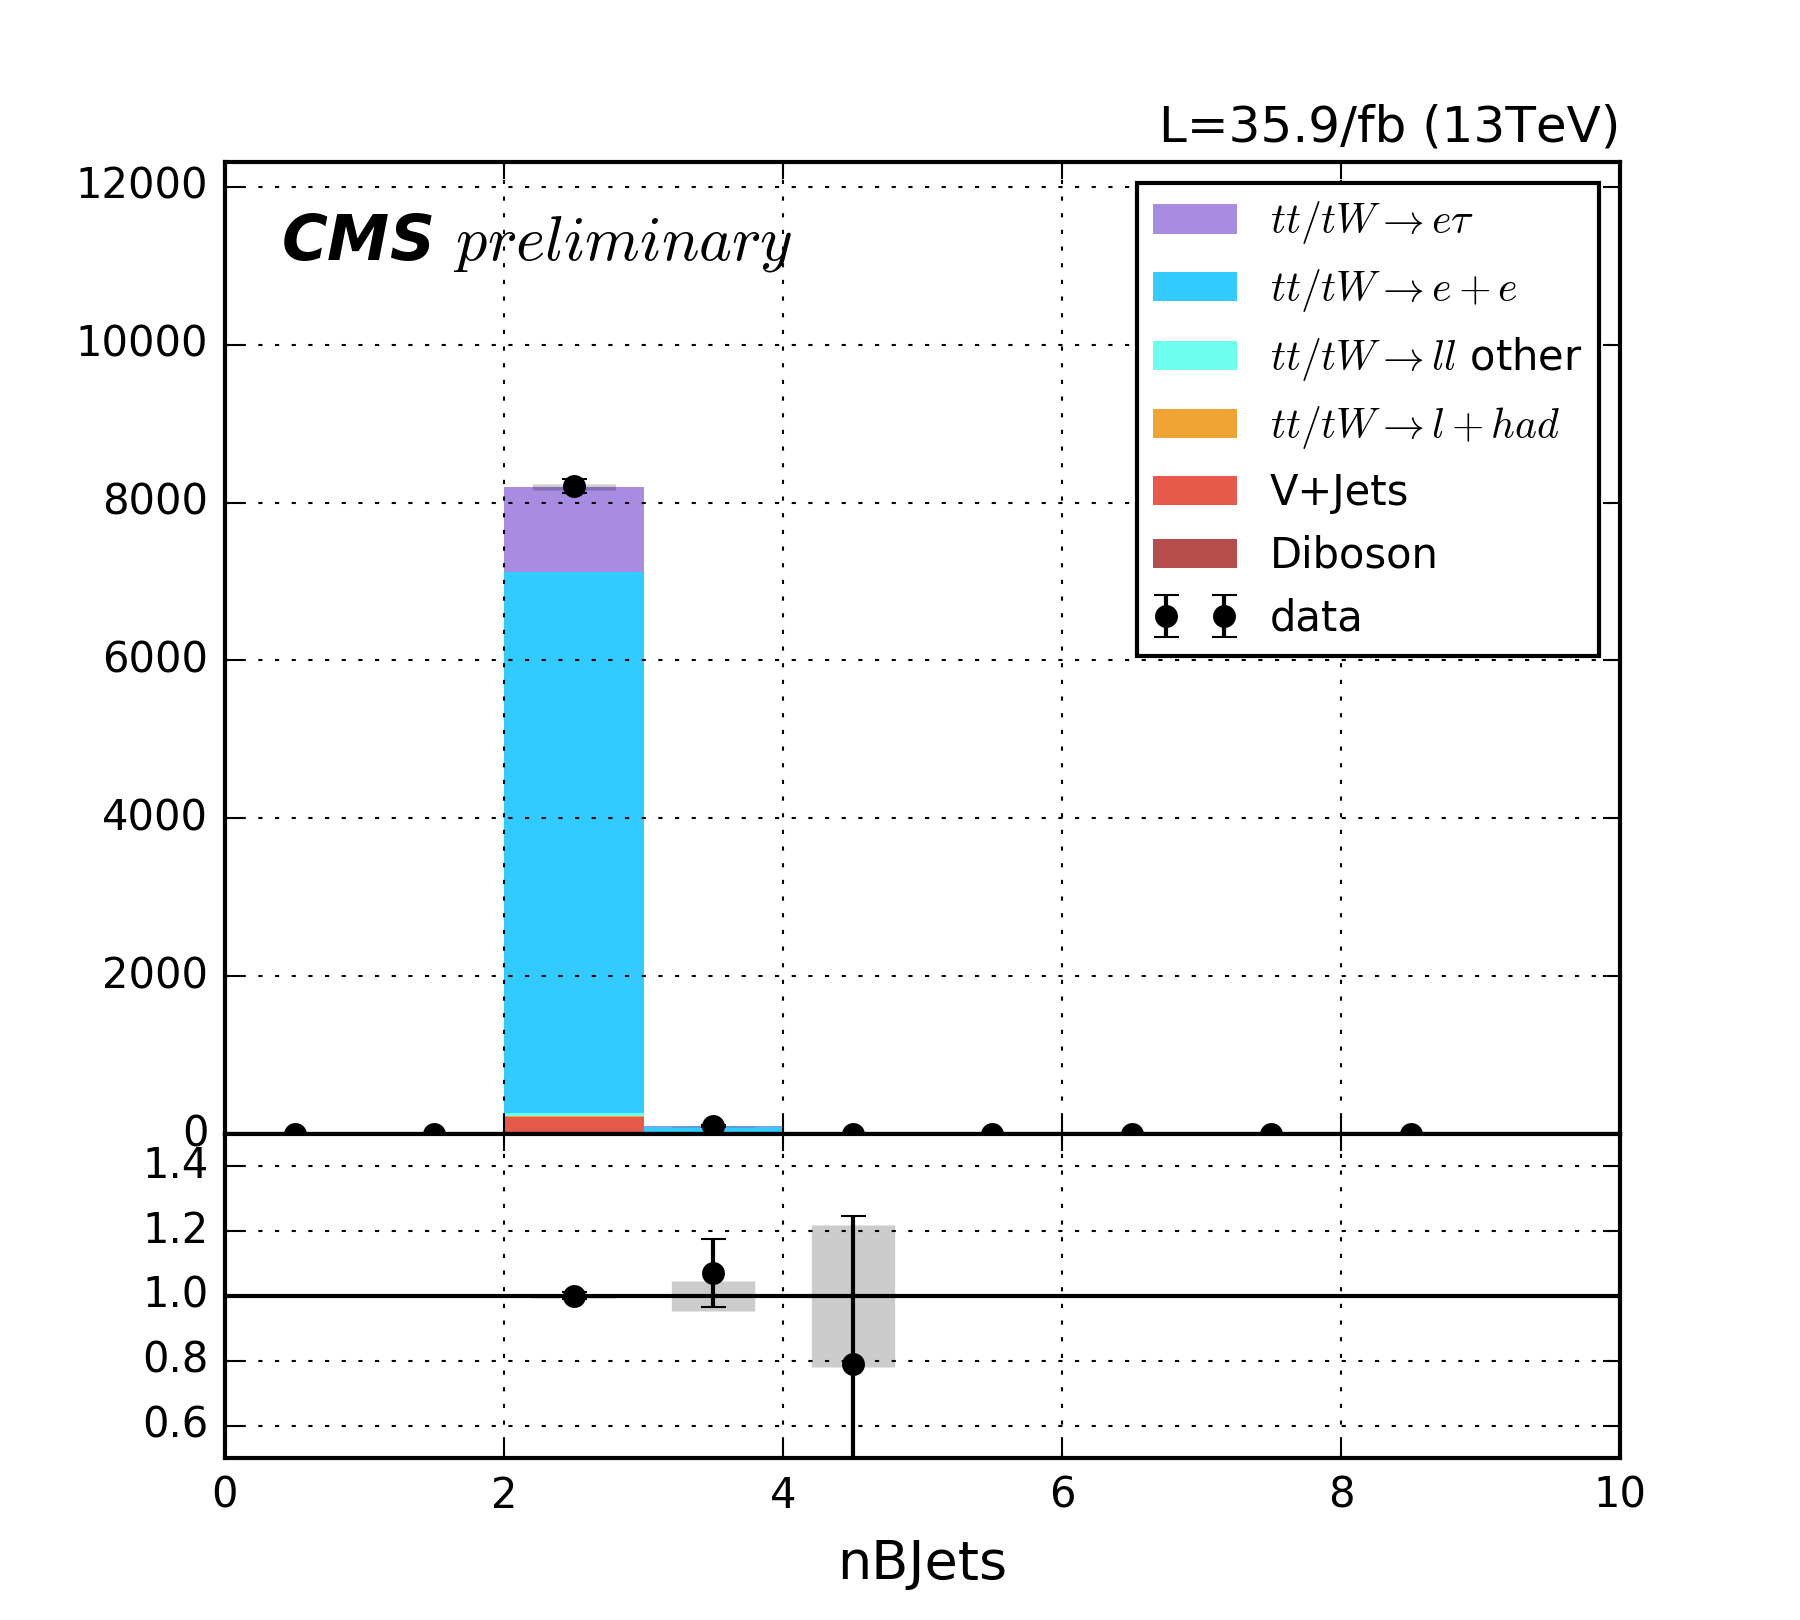 L=35.9/fb (13TeV)
CMS preliminary
12000
10000
8000
6000
4000
2000
0
tt/tW→eτ
tt/tW→e+e
tt/tW→ll other
tt/tW→l+had
V+Jets
Diboson
data
1.4
1.2
1.0
0.8
0.6
0 2 4 6 8 10
nBJets